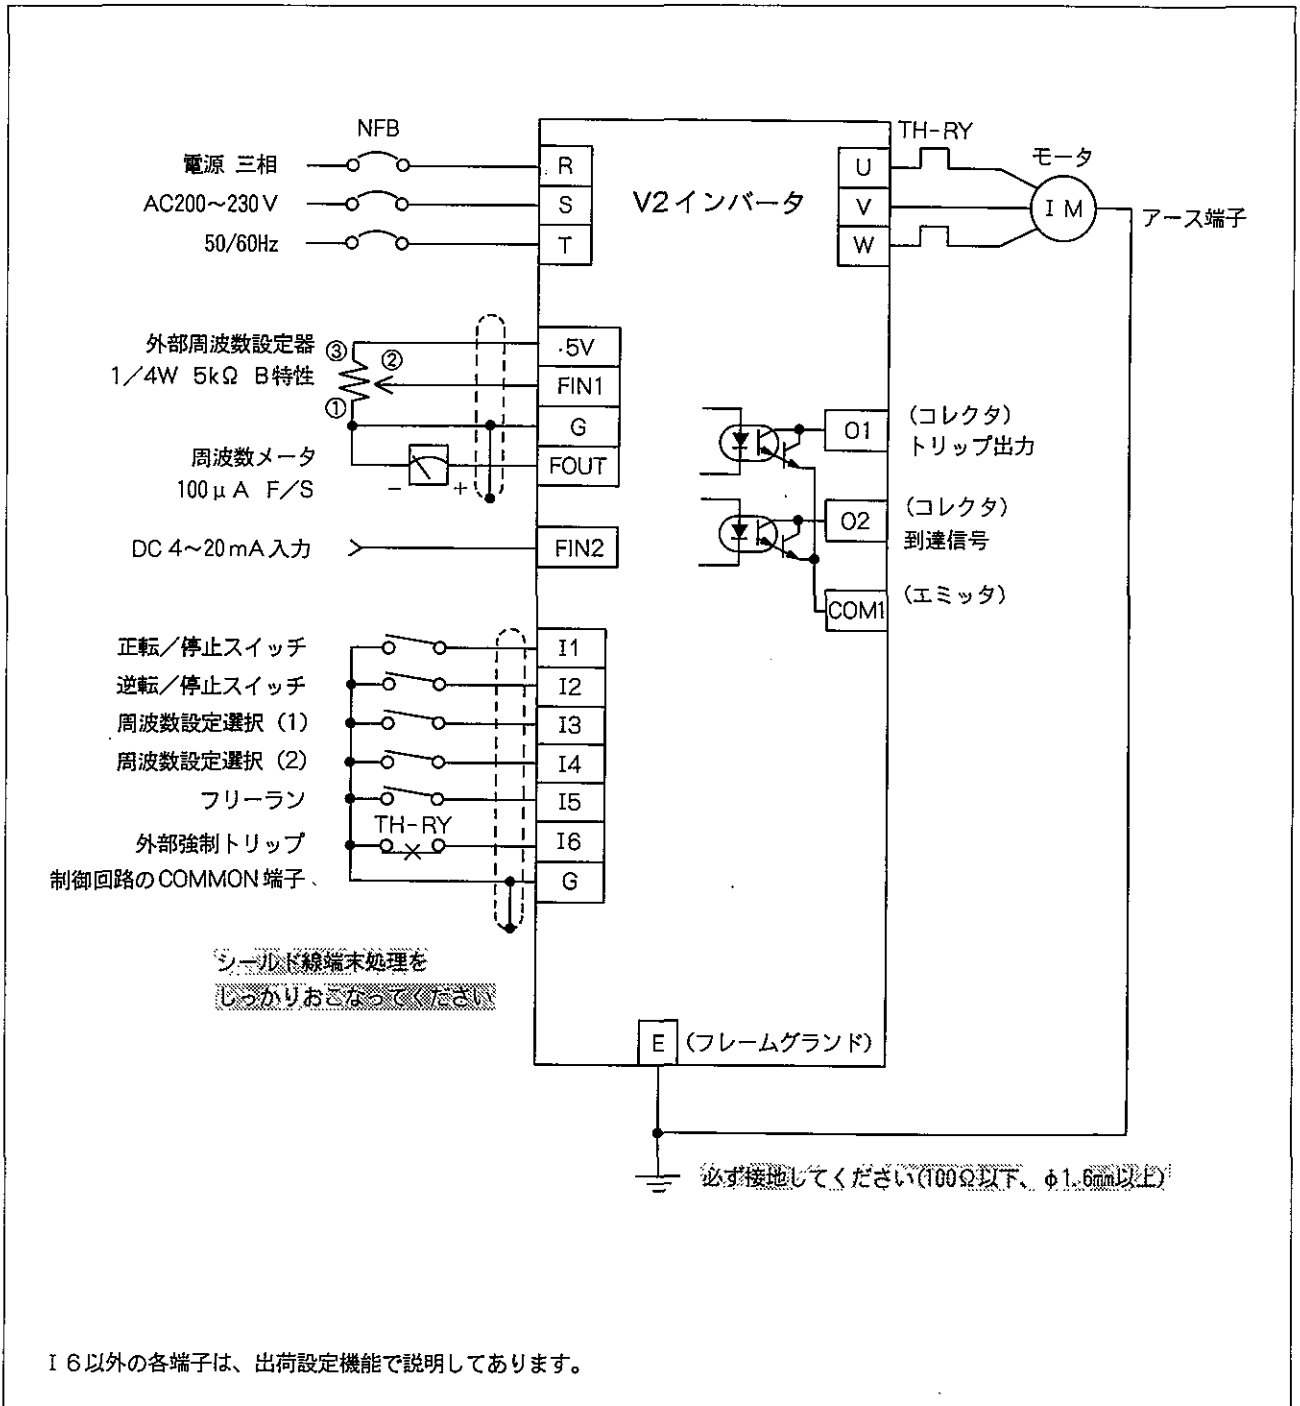 NFB
電源 三相
AC200～230V
50/60Hz
R
S
T
V2インバータ
U
V
W
TH-RY
モータ
IM
アース端子
外部周波数設定器
1／4W 5kΩ B特性
③
②
①
5V
FIN1
G
FOUT
周波数メータ
100μA F/S
－
＋
DC 4～20mA入力
FIN2
O1
(コレクタ)
トリップ出力
O2
(コレクタ)
到達信号
COM1
(エミッタ)
正転／停止スイッチ
I1
逆転／停止スイッチ
I2
周波数設定選択 (1)
I3
周波数設定選択 (2)
I4
フリーラン
I5
TH-RY
外部強制トリップ
I6
制御回路のCOMMON端子
G
シールド線端末処理を
しっかりおこなってください
E
(フレームグランド)
必ず接地してください(100Ω以下、φ1.6mm以上)
I 6以外の各端子は、出荷設定機能で説明してあります。